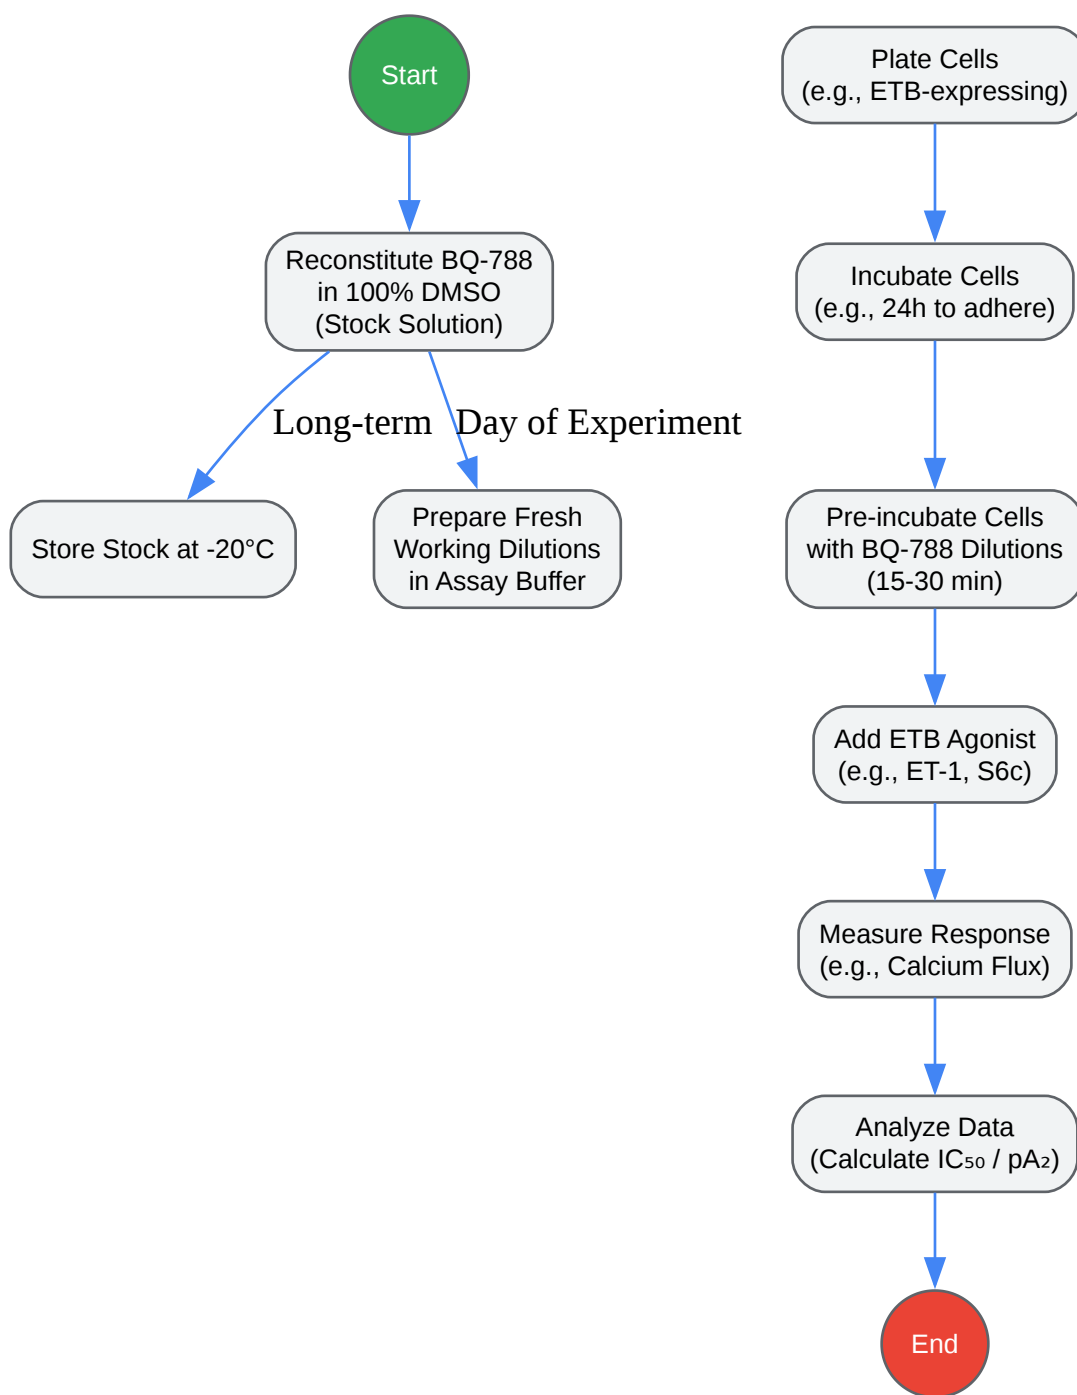 Start
Reconstitute BQ-788
in 100% DMSO
(Stock Solution)
Long-term
Day of Experiment
Store Stock at -20°C
Prepare Fresh
Working Dilutions
in Assay Buffer
Plate Cells
(e.g., ETB-expressing)
Incubate Cells
(e.g., 24h to adhere)
Pre-incubate Cells
with BQ-788 Dilutions
(15-30 min)
Add ETB Agonist
(e.g., ET-1, S6c)
Measure Response
(e.g., Calcium Flux)
Analyze Data
(Calculate IC₅₀ / pA₂)
End